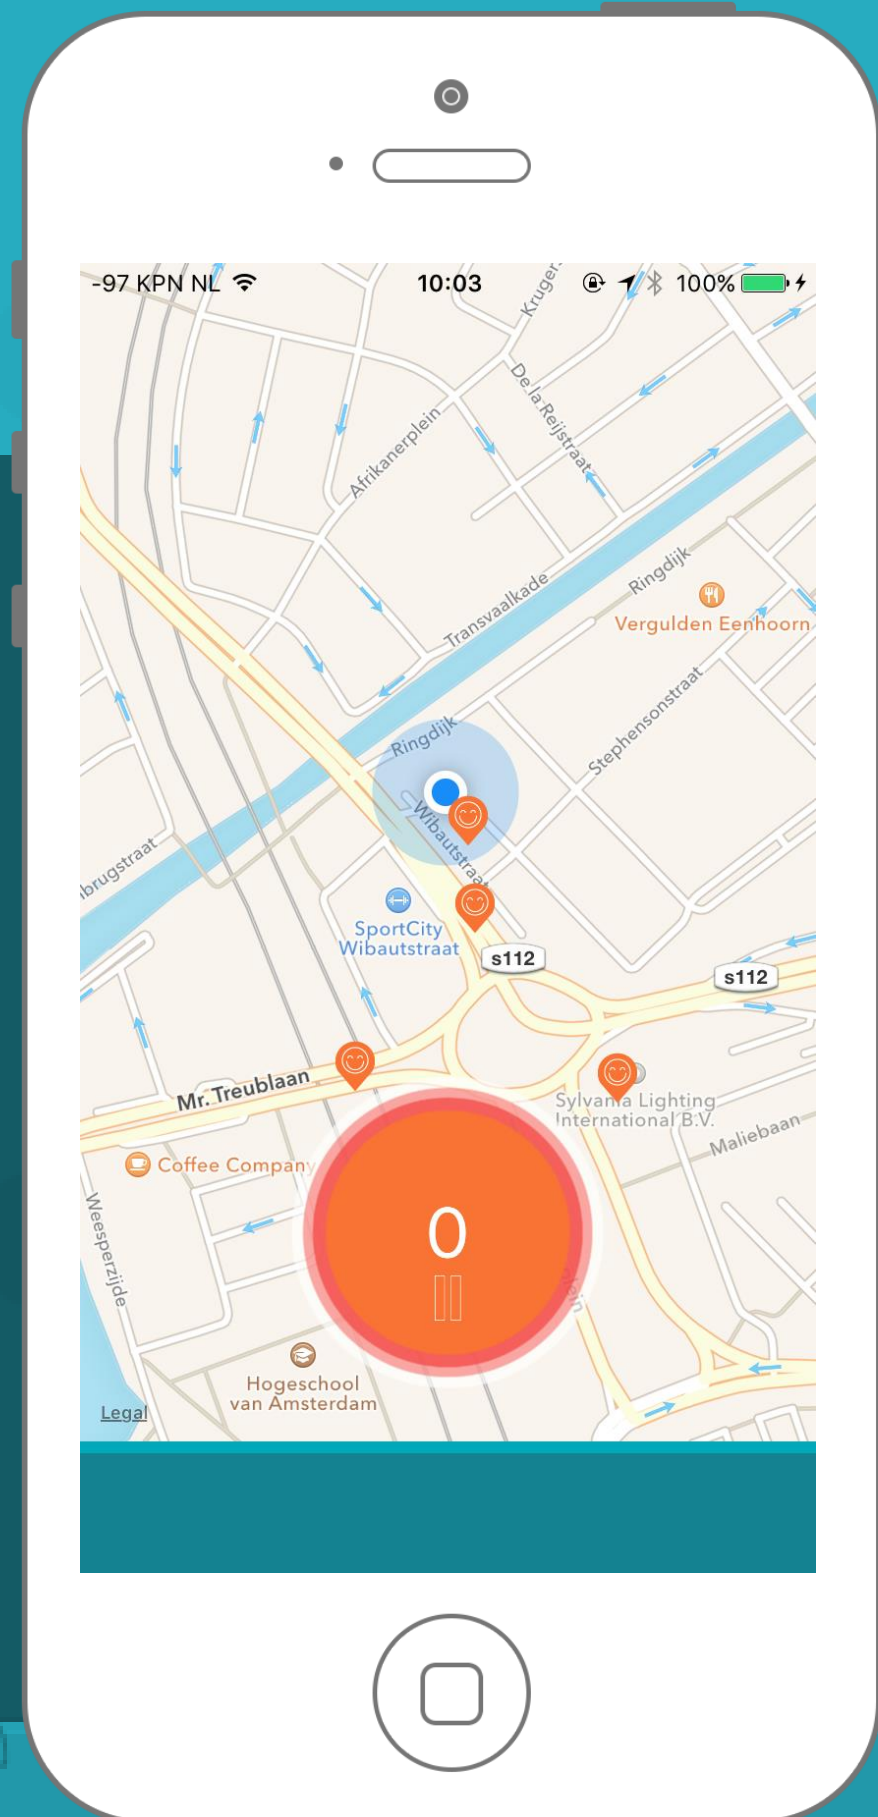 -97 KPN NL 10:03 100%
Kruger
De la Reijstraat
Afrikanerplein
Ringdijk
Transvaalkade
Vergulden Eenhoorn
Stephensonstraat
Ringdijk
Wibautstraat
brugstraat
SportCity
Wibautstraat
s112
s112
Mr. Treublaan
Sylvania Lighting
International B.V.
Maliebaan
Coffee Company
Weesperzijde
0
plein
Hogeschool
van Amsterdam
Legal